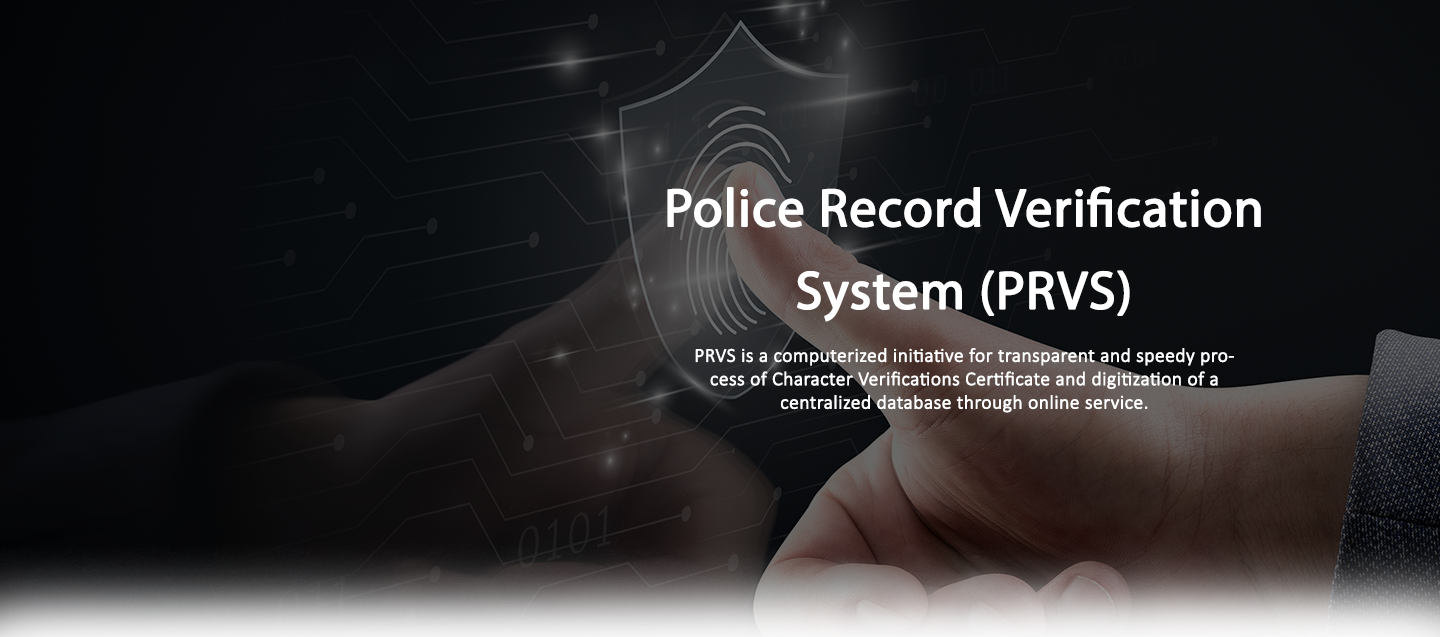 Police Record Verification
System (PRVS)
PRVS is a computerized initiative for transparent and speedy pro-
cess of Character Verifications Certificate and digitization of a
centralized database through online service.
0101